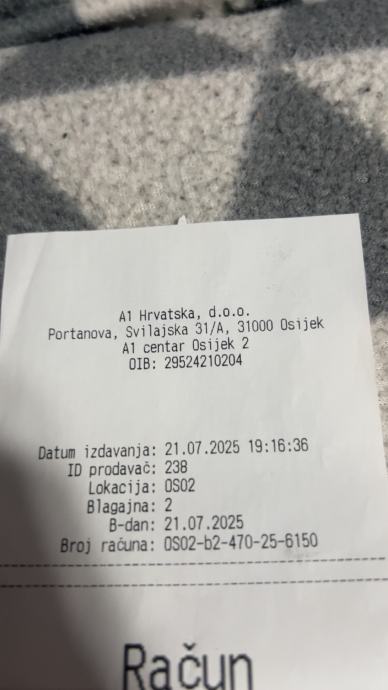 A1 Hrvatska, d.o.o.
Portanova, Svilajska 31/A, 31000 Osijek
A1 centar Osijek 2
OIB: 29524210204
Datum izdavanja: 21.07.2025 19:16:36
ID prodavač: 238
Lokacija: OS02
Blagajna: 2
B-dan: 21.07.2025
Broj računa: OS02-b2-470-25-6150
Račun